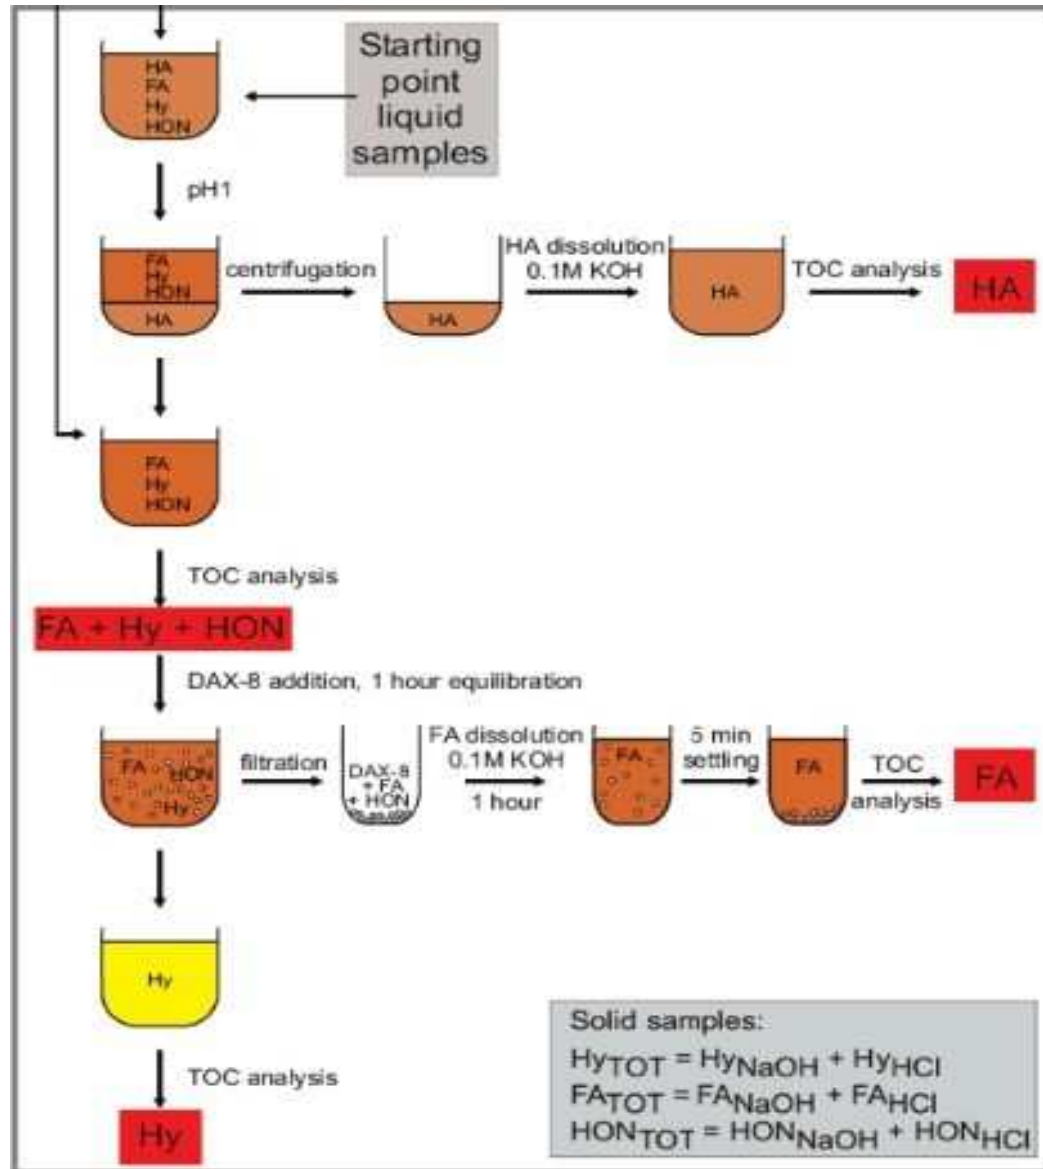 HA
FA
Hy
HON
Starting
point
liquid
samples
pH1
FA
Hy
HON
HA
centrifugation
HA
HA dissolution
0.1M KOH
HA
TOC analysis
HA
FA
Hy
HON
TOC analysis
FA + Hy + HON
DAX-8 addition, 1 hour equilibration
FA
HON
Hy
filtration
DAX-8
+ FA
+ HON
FA dissolution
0.1M KOH
1 hour
FA
5 min
settling
FA
TOC
analysis
FA
Hy
TOC analysis
Hy
Solid samples:
HyTOT = HyNaOH + HyHCl
FATOT = FANaOH + FAHCl
HONTOT = HONNaOH + HONHCl